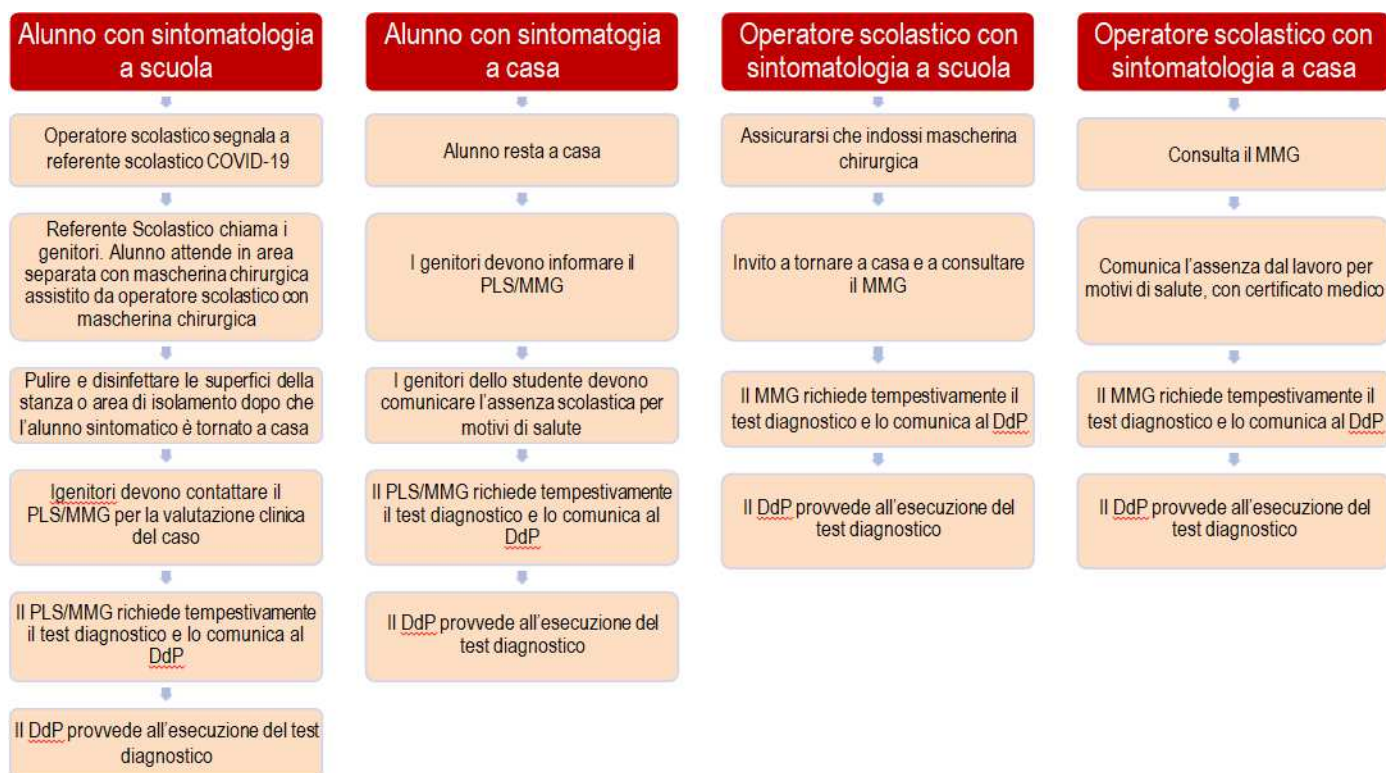 Alunno con sintomatologia
a scuola
Operatore scolastico segnala a
referente scolastico COVID-19
Referente Scolastico chiama i
genitori. Alunno attende in area
separata con mascherina chirurgica
assistito da operatore scolastico con
mascherina chirurgica
Pulire e disinfettare le superfici della
stanza o area di isolamento dopo che
l'alunno sintomatico è tornato a casa
Igenitori devono contattare il
PLS/MMG per la valutazione clinica
del caso
Il PLS/MMG richiede tempestivamente
il test diagnostico e lo comunica al
DdP
Il DdP provvede all'esecuzione del test
diagnostico
Alunno con sintomatogia
a casa
Alunno resta a casa
I genitori devono informare il
PLS/MMG
I genitori dello studente devono
comunicare l'assenza scolastica per
motivi di salute
Il PLS/MMG richiede tempestivamente
il test diagnostico e lo comunica al
DdP
Il DdP provvede all'esecuzione del
test diagnostico
Operatore scolastico con
sintomatologia a scuola
Assicurarsi che indossi mascherina
chirurgica
Invito a tornare a casa e a consultare
il MMG
Il MMG richiede tempestivamente il
test diagnostico e lo comunica al DdP
Il DdP provvede all'esecuzione del
test diagnostico
Operatore scolastico con
sintomatologia a casa
Consulta il MMG
Comunica l'assenza dal lavoro per
motivi di salute, con certificato medico
Il MMG richiede tempestivamente il
test diagnostico e lo comunica al DdP
Il DdP provvede all'esecuzione del
test diagnostico